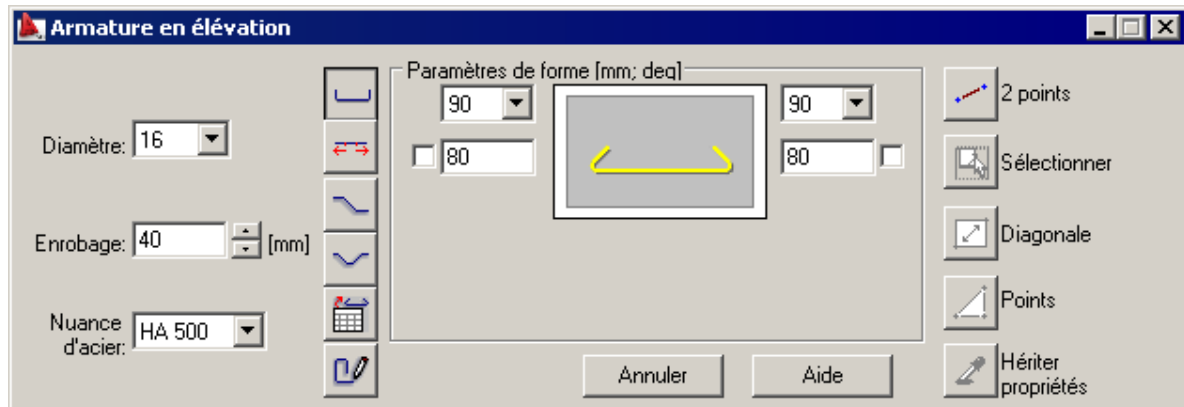 Armature en élévation
Paramètres de forme [mm; deg]
90 90 2 points
Diamètre: 16
80 80 Sélectionner
Enrobage: 40 [mm] Diagonale
Nuance
d'acier: HA 500
Points
Annuler Aide
Hériter
propriétés